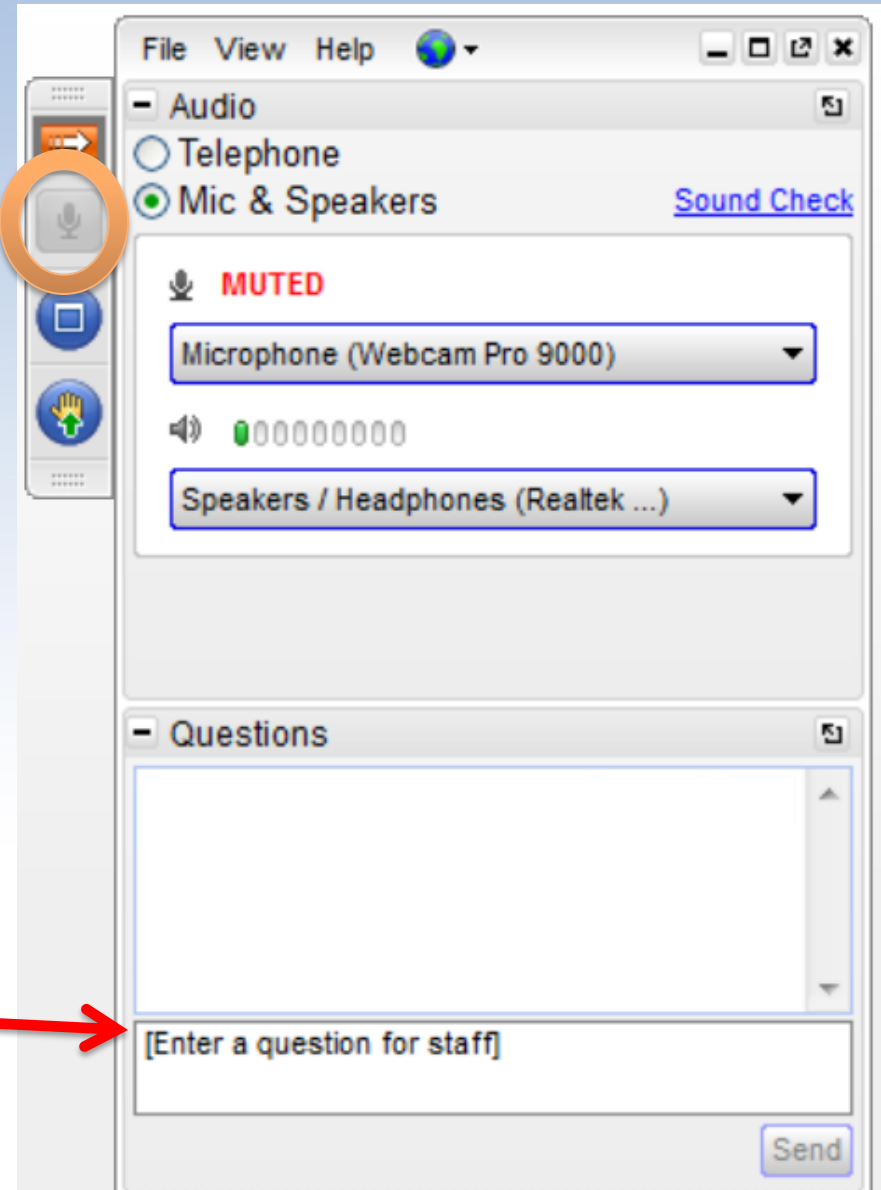 File View Help
Audio
Telephone
Mic & Speakers Sound Check
MUTED
Microphone (Webcam Pro 9000)
Speakers / Headphones (Realtek ...)
Questions
[Enter a question for staff]
Send